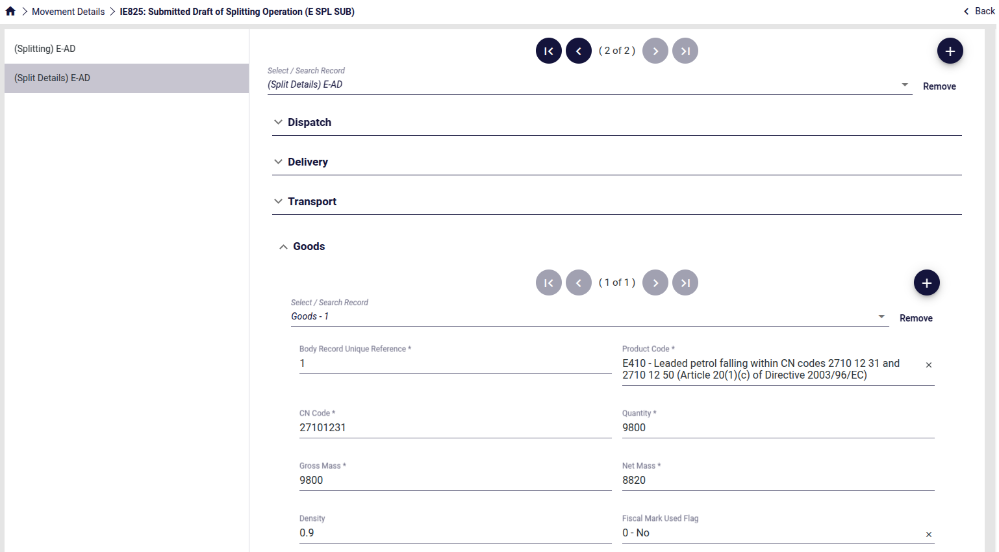 Movement Details
IE825: Submitted Draft of Splitting Operation (E SPL SUB)
Back
(Splitting) E-AD
(Split Details) E-AD
( 2 of 2 )
Select / Search Record
(Split Details) E-AD
Remove
Dispatch
Delivery
Transport
Goods
( 1 of 1 )
Select / Search Record
Goods - 1
Remove
Body Record Unique Reference *
1
Product Code *
E410 - Leaded petrol falling within CN codes 2710 12 31 and
2710 12 50 (Article 20(1)(c) of Directive 2003/96/EC)
CN Code *
27101231
Quantity *
9800
Gross Mass *
9800
Net Mass *
8820
Density
0.9
Fiscal Mark Used Flag
0 - No